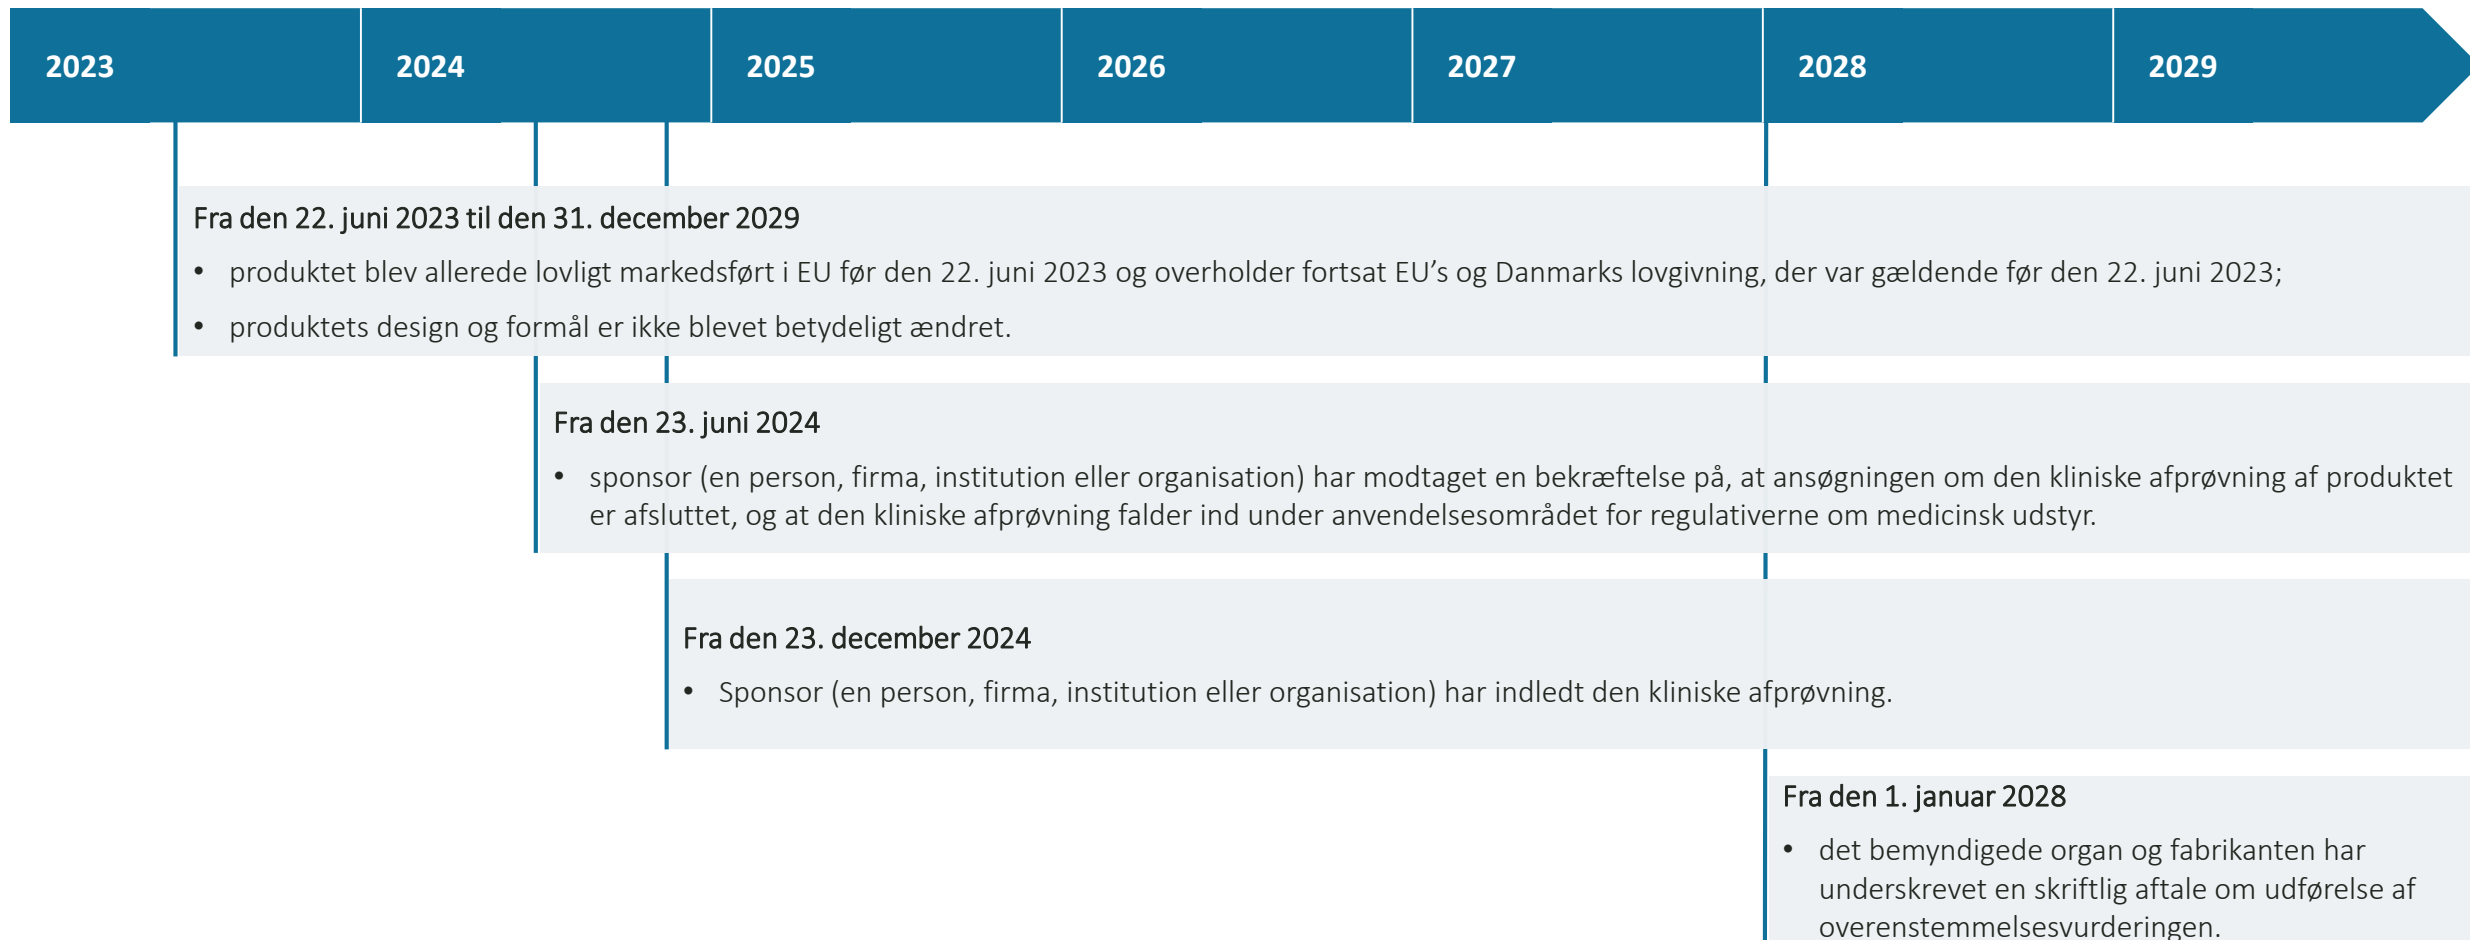 2023 2024 2025 2026 2027 2028 2029
Fra den 22. juni 2023 til den 31. december 2029
• produktet blev allerede lovligt markedsført i EU før den 22. juni 2023 og overholder fortsat EU’s og Danmarks lovgivning, der var gældende før den 22. juni 2023;
• produktets design og formål er ikke blevet betydeligt ændret.
Fra den 23. juni 2024
• sponsor (en person, firma, institution eller organisation) har modtaget en bekræftelse på, at ansøgningen om den kliniske afprøvning af produktet
er afsluttet, og at den kliniske afprøvning falder ind under anvendelsesområdet for regulativerne om medicinsk udstyr.
Fra den 23. december 2024
• Sponsor (en person, firma, institution eller organisation) har indledt den kliniske afprøvning.
Fra den 1. januar 2028
• det bemyndigede organ og fabrikanten har
underskrevet en skriftlig aftale om udførelse af
overenstemmelsesvurderingen.